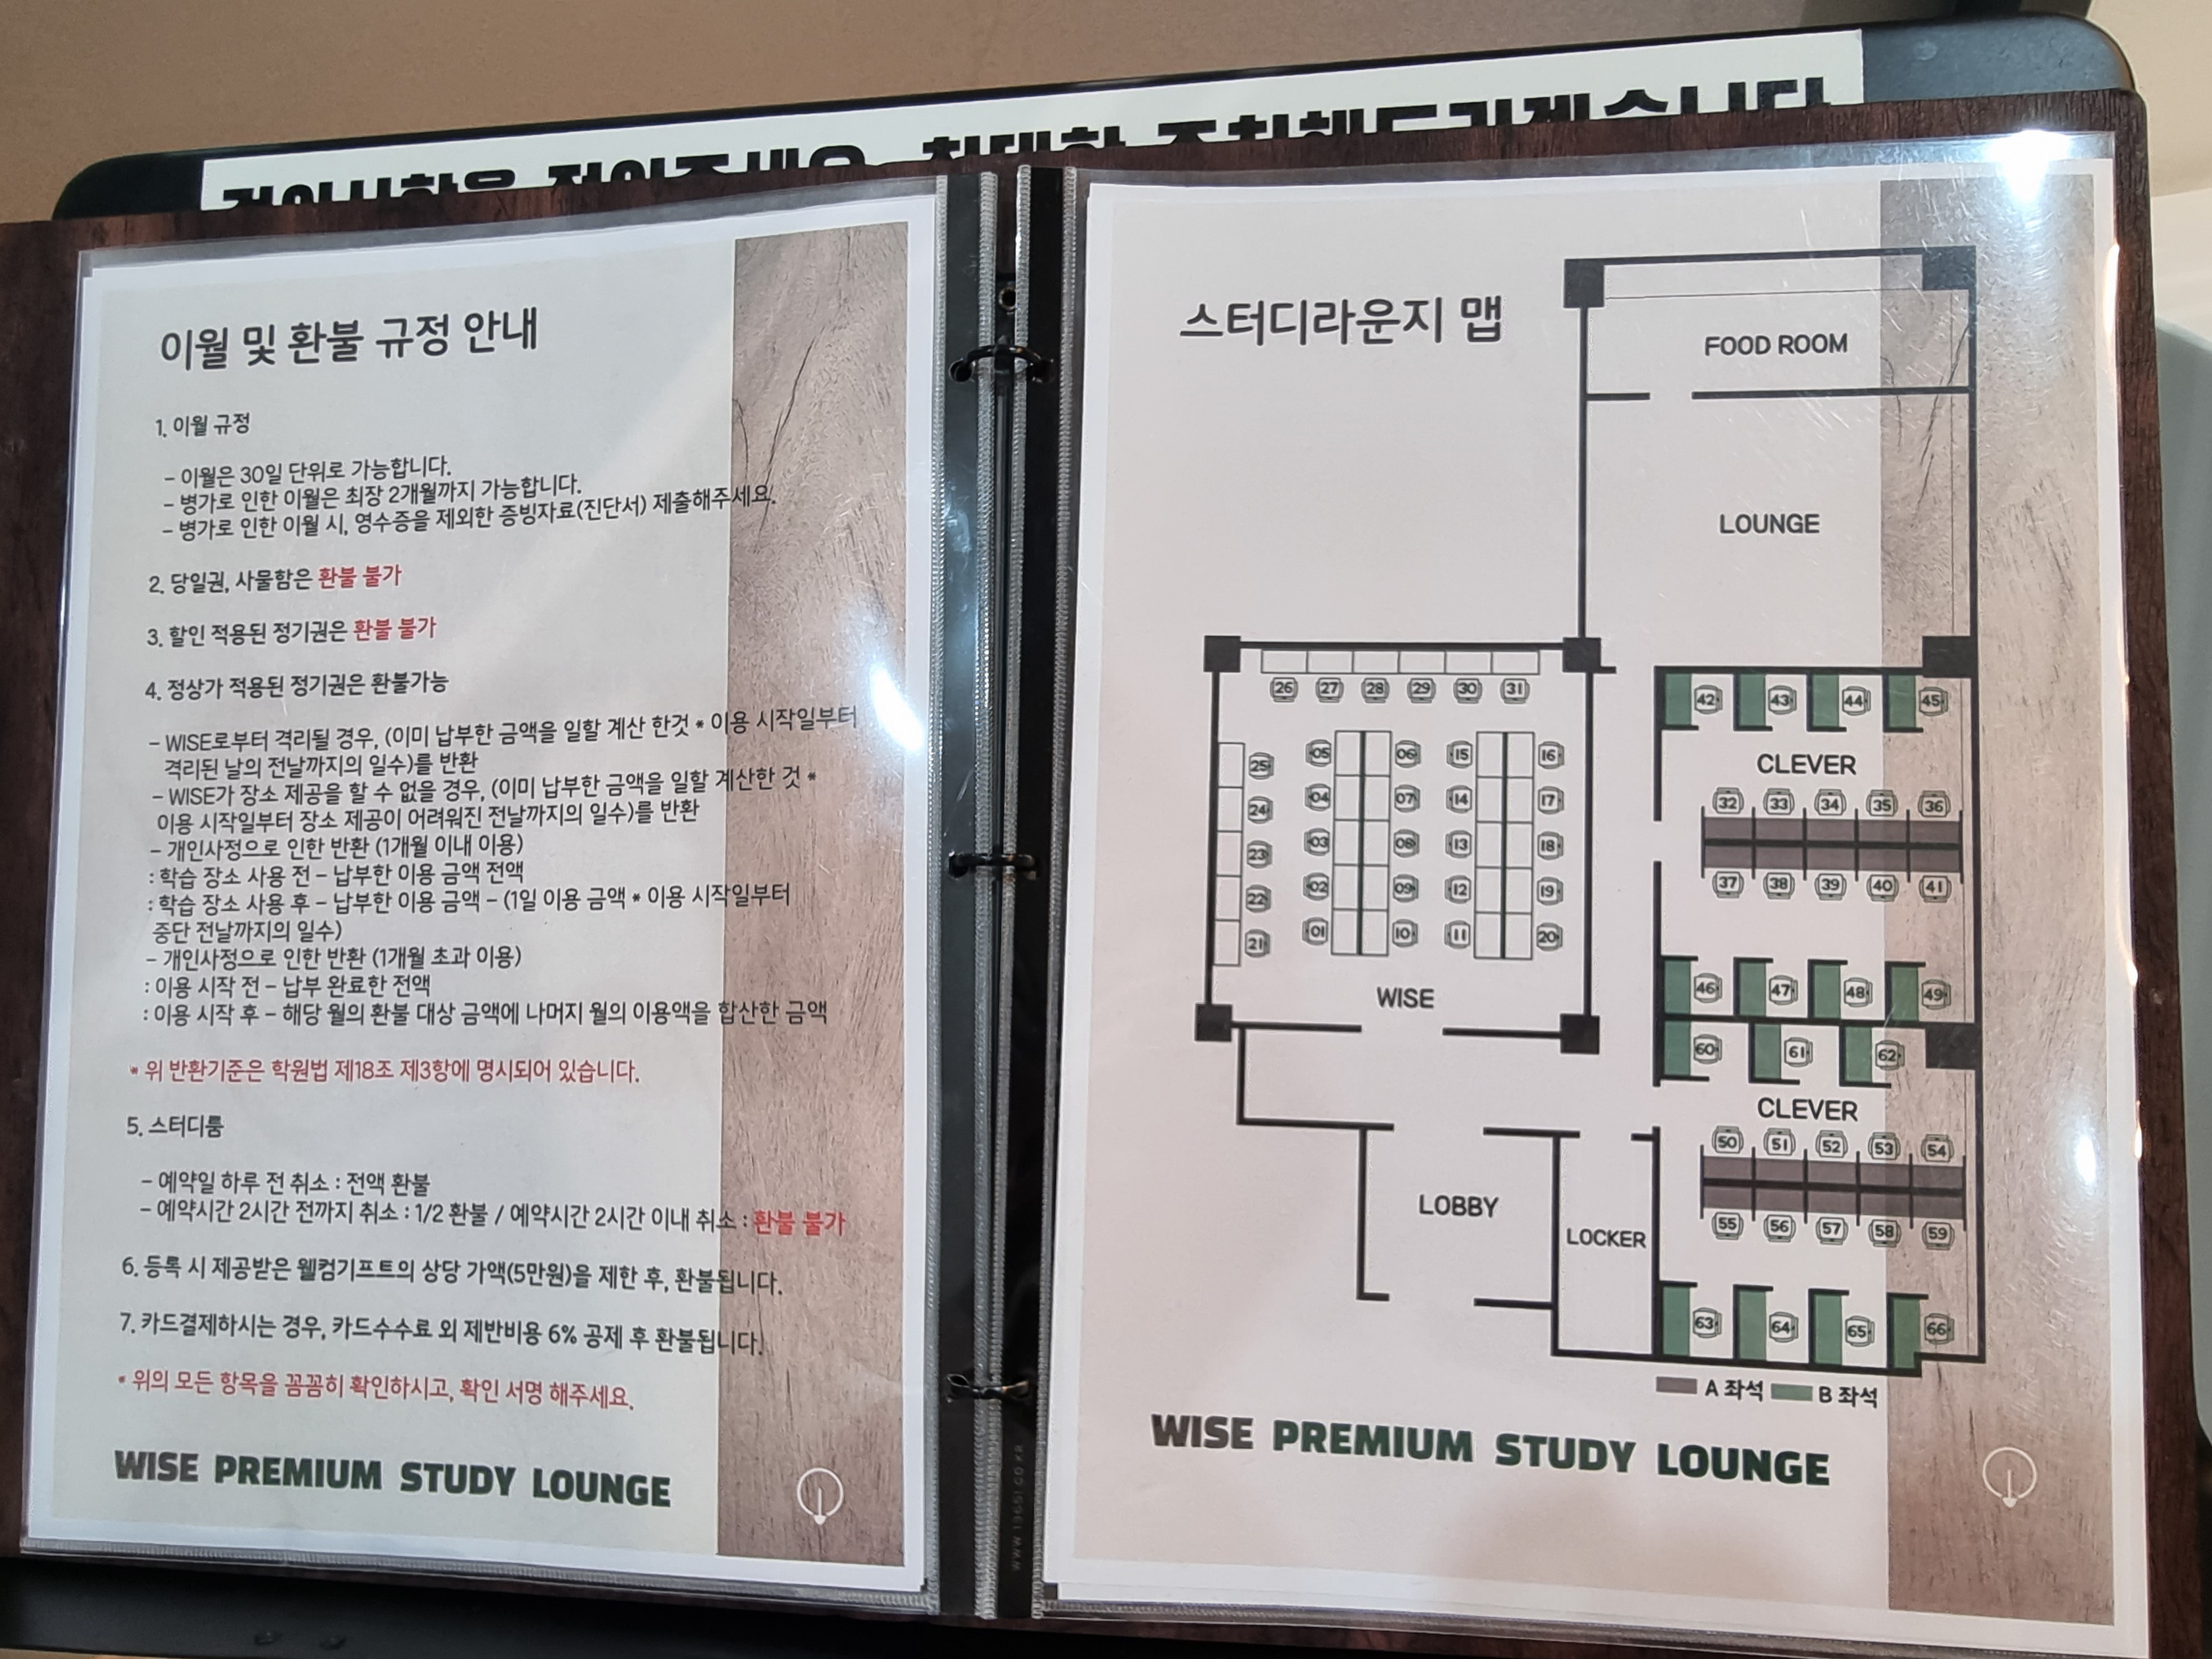 이월 및 환불 규정 안내
1. 이월 규정
- 이월은 30일 단위로 가능합니다.
- 병가로 인한 이월은 최장 2개월까지 가능합니다.
- 병가로 인한 이월 시, 영수증을 제외한 증빙자료(진단서) 제출해주세요.
2. 당일권, 사물함은 환불 불가
3. 할인 적용된 정기권은 환불 불가
4. 정상가 적용된 정기권은 환불가능
- WISE로부터 격리될 경우, (이미 납부한 금액을 일할 계산 한것 * 이용 시작일부터
격리된 날의 전날까지의 일수)를 반환
- WISE가 장소 제공을 할 수 없을 경우, (이미 납부한 금액을 일할 계산한 것 *
이용 시작일부터 장소 제공이 어려워진 전날까지의 일수)를 반환
- 개인사정으로 인한 반환 (1개월 이내 이용)
: 학습 장소 사용 전 - 납부한 이용 금액 전액
: 학습 장소 사용 후 - 납부한 이용 금액 - (1일 이용 금액 * 이용 시작일부터
중단 전날까지의 일수)
- 개인사정으로 인한 반환 (1개월 초과 이용)
: 이용 시작 전 - 납부 완료한 전액
: 이용 시작 후 - 해당 월의 환불 대상 금액에 나머지 월의 이용액을 합산한 금액
* 위 반환기준은 학원법 제18조 제3항에 명시되어 있습니다.
5. 스터디룸
- 예약일 하루 전 취소 : 전액 환불
- 예약시간 2시간 전까지 취소 : 1/2 환불 / 예약시간 2시간 이내 취소 : 환불 불가
6. 등록 시 제공받은 웰컴기프트의 상당 가액(5만원)을 제한 후, 환불됩니다.
7. 카드결제하시는 경우, 카드수수료 외 제반비용 6% 공제 후 환불됩니다.
* 위의 모든 항목을 꼼꼼히 확인하시고, 확인 서명 해주세요.
WISE PREMIUM STUDY LOUNGE
스터디라운지 맵
FOOD ROOM
LOUNGE
26 27 28 29 30 31
25 05 06 15 16
24 04 07 14 17
23 03 08 13 18
22 02 09 12 19
21 01 10 11 20
WISE
42 43 44 45
CLEVER
32 33 34 35 36
37 38 39 40 41
46 47 48 49
60 61 62
CLEVER
50 51 52 53 54
55 56 57 58 59
63 64 65 66
LOBBY
LOCKER
A 좌석 B 좌석
WISE PREMIUM STUDY LOUNGE